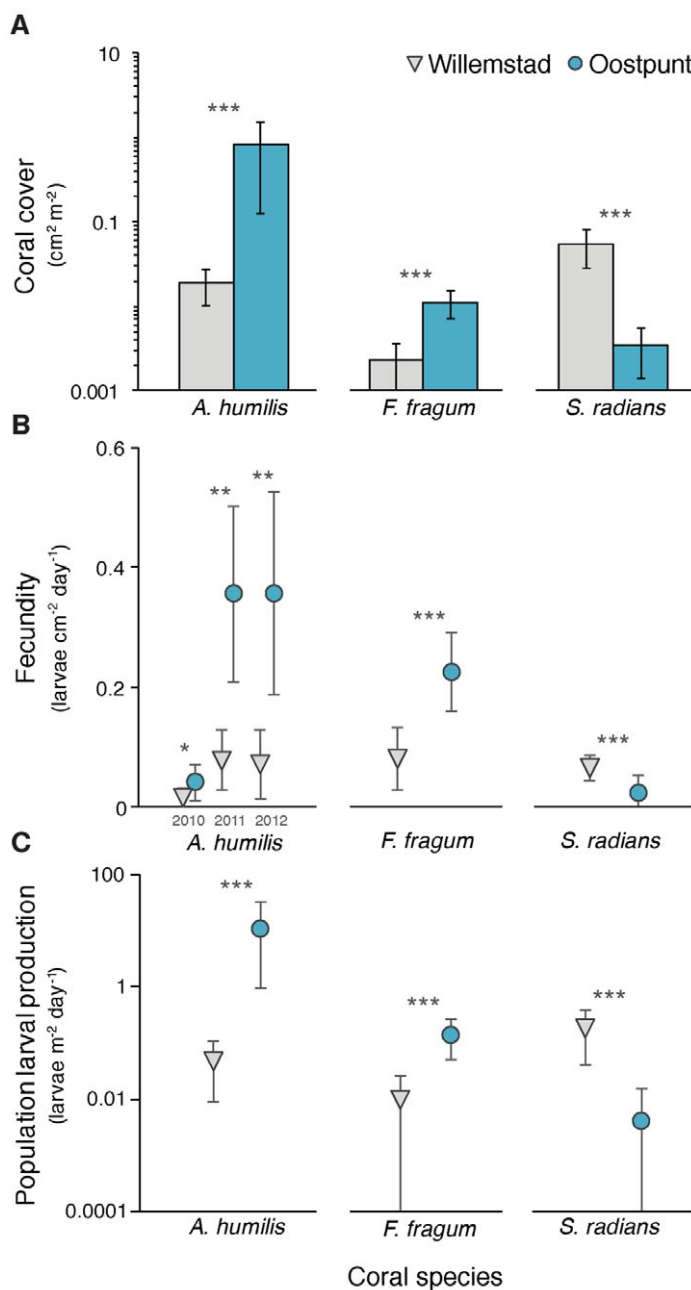 A
Willemstad Oostpunt
10
***
0.1
***
***
0.001
Coral cover
(cm² m⁻²)
A. humilis F. fragum S. radians
B
0.6
** **
0.4
***
0.2
*
***
0
Fecundity
(larvae cm⁻² day⁻¹)
2010 2011 2012
A. humilis F. fragum S. radians
C
100
***
1
*** ***
0.01
0.0001
Population larval production
(larvae m⁻² day⁻¹)
A. humilis F. fragum S. radians
Coral species